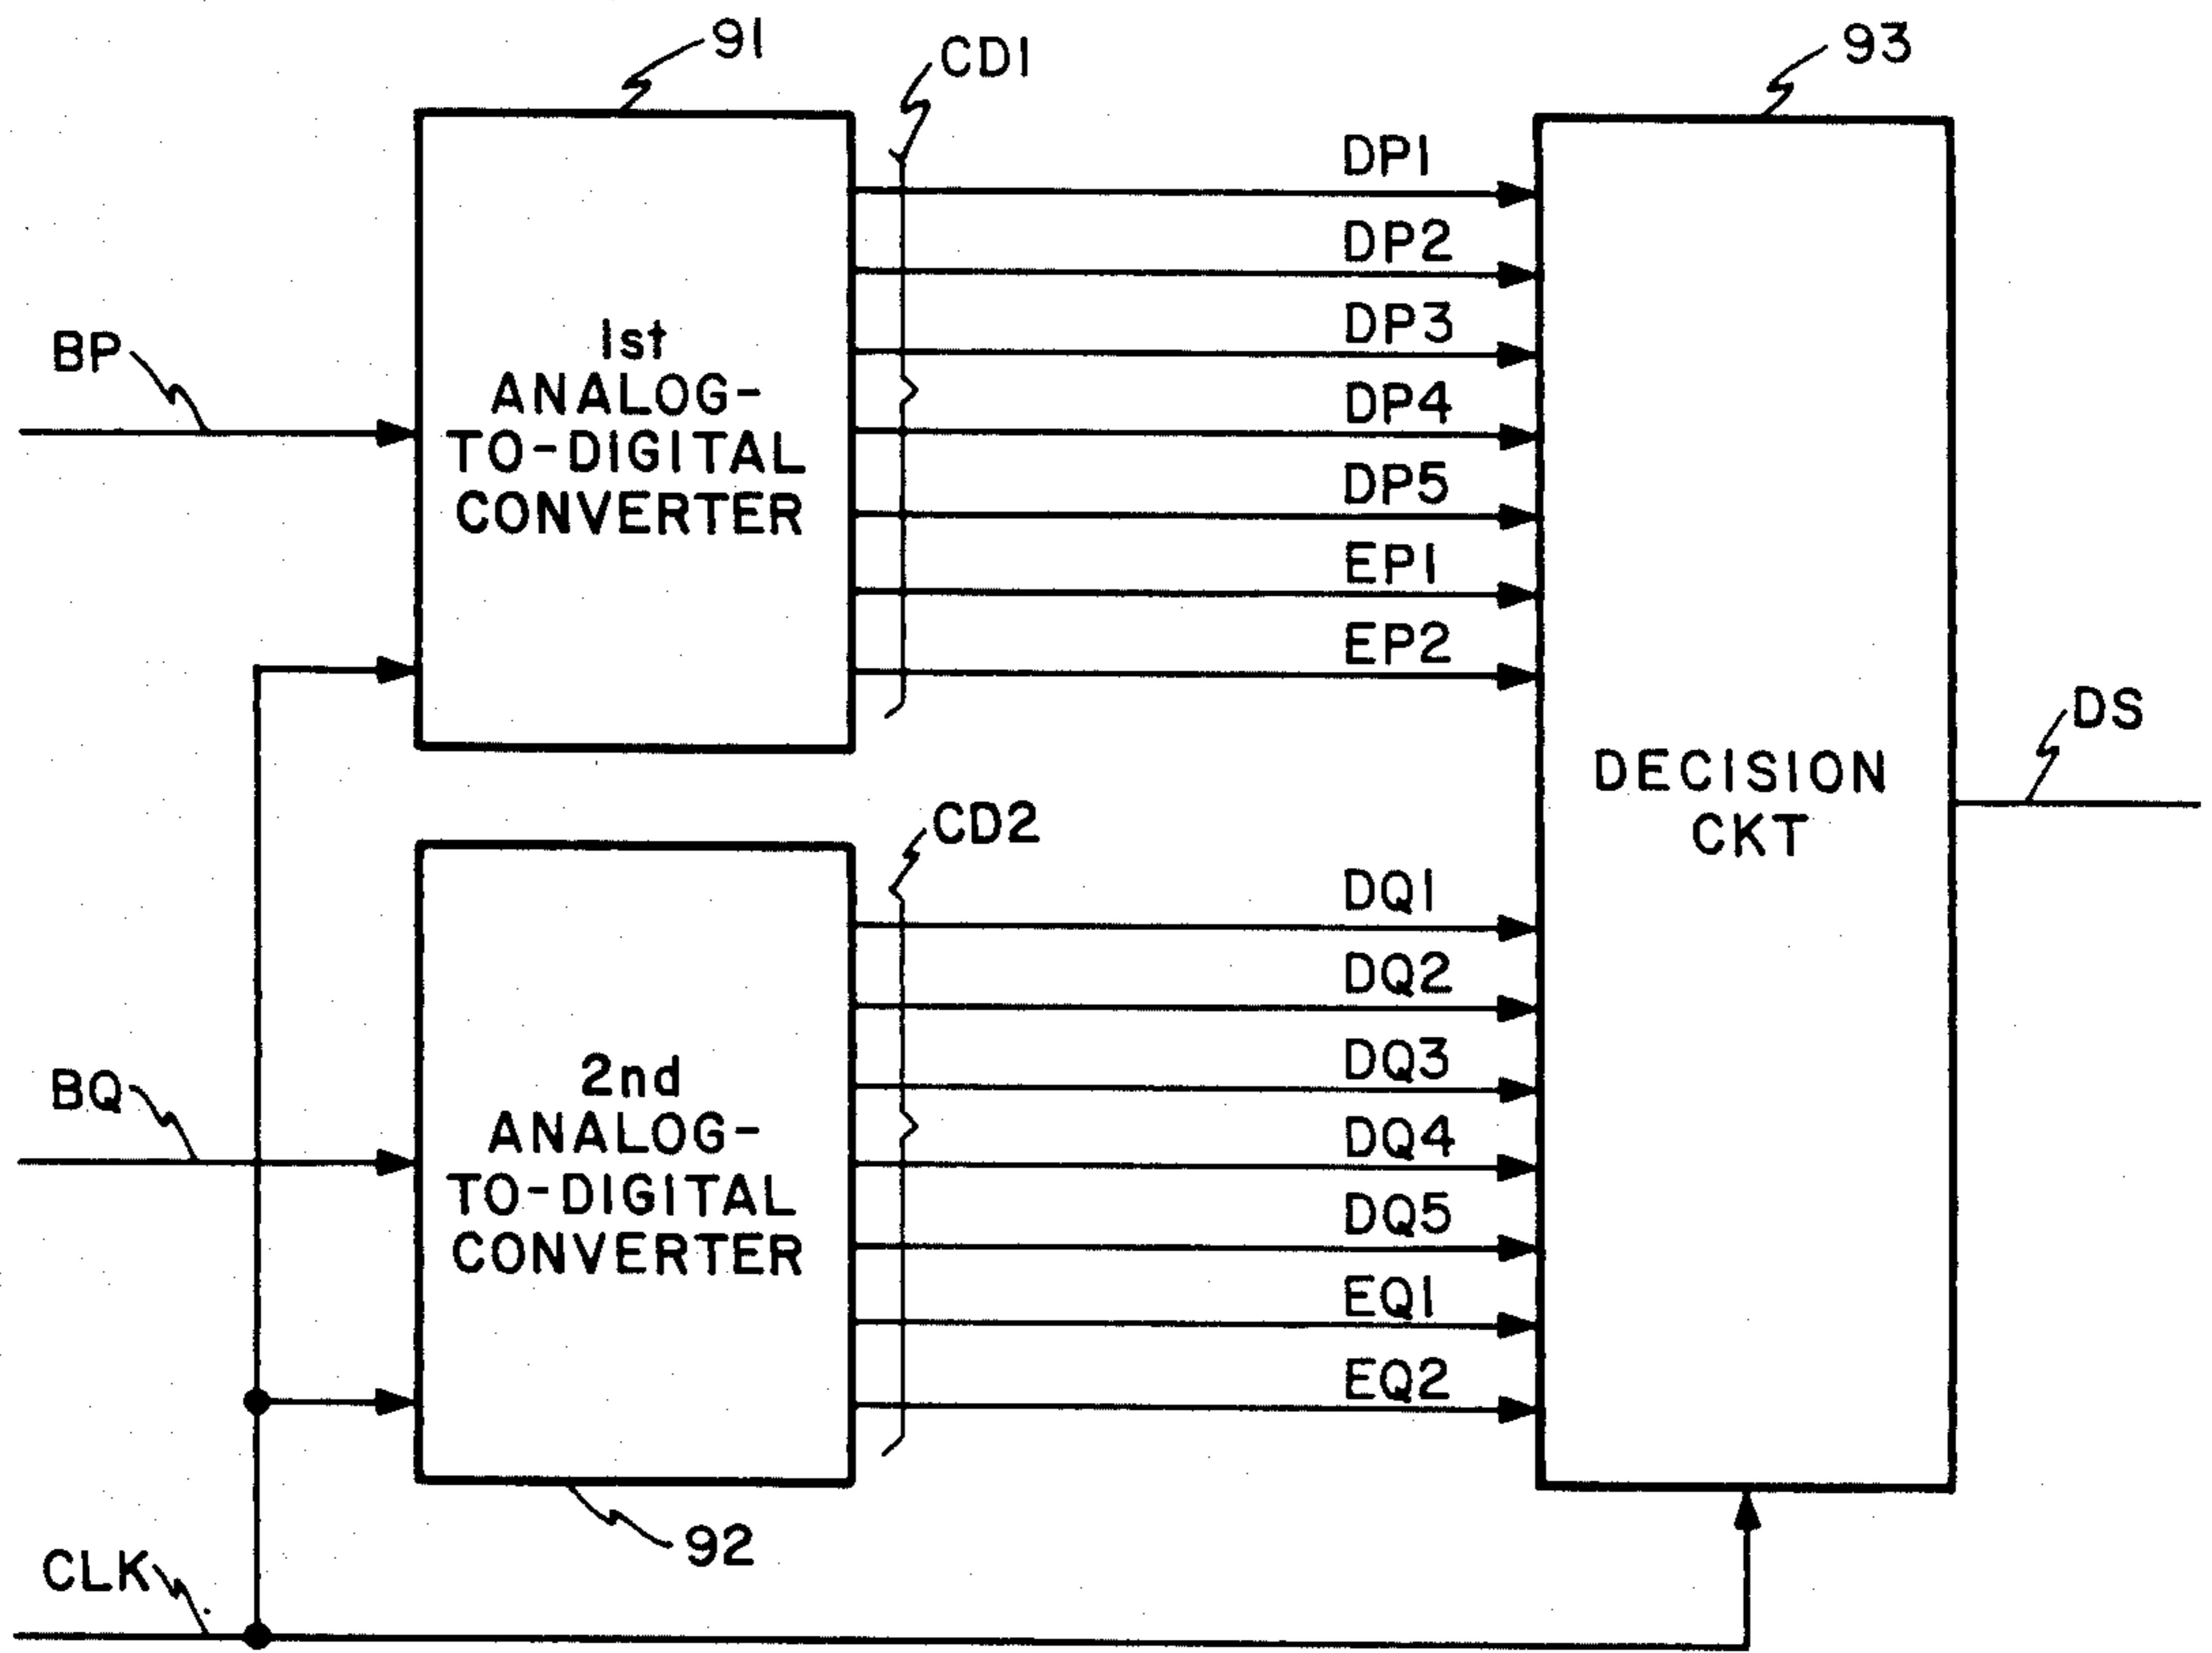 91
CD1
93
DP1
DP2
DP3
DP4
DP5
EP1
EP2
BP
1st
ANALOG-
TO-DIGITAL
CONVERTER
DS
DECISION
CKT
CD2
DQ1
DQ2
DQ3
DQ4
DQ5
EQ1
EQ2
BQ
2nd
ANALOG-
TO-DIGITAL
CONVERTER
92
CLK